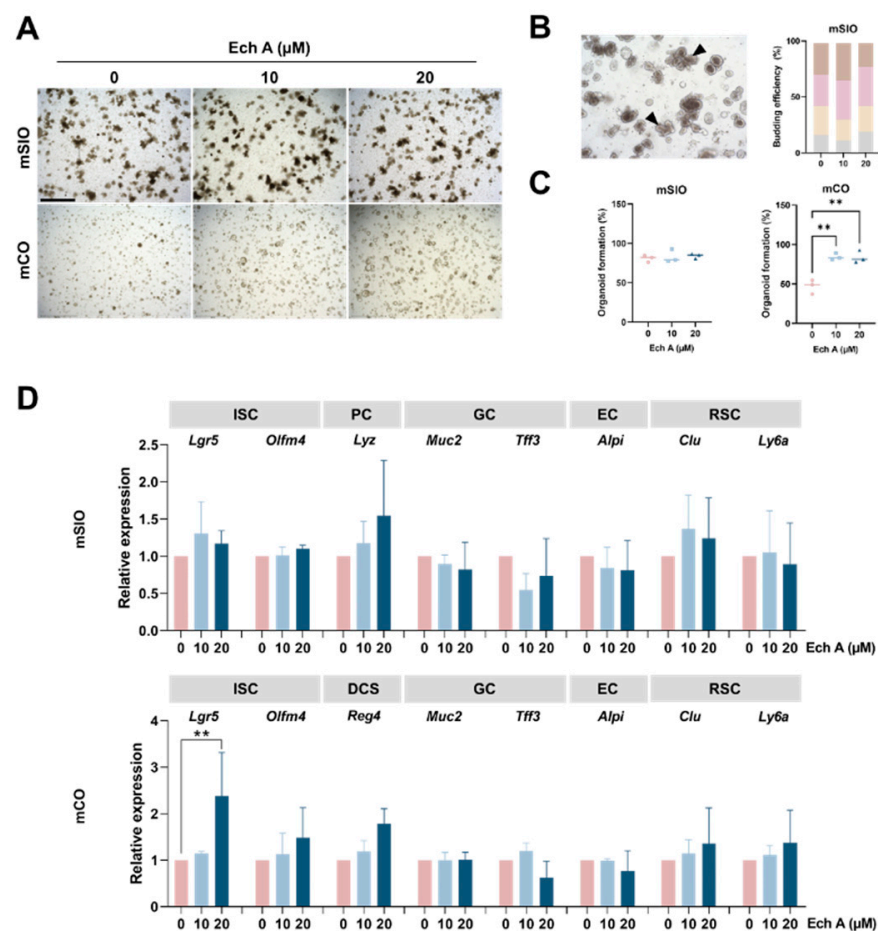 A
Ech A (μM)
0 10 20
mSIO
mCO
B
mSIO
Budding efficiency (%)
100
50
0
0 10 20
C
mSIO
Organoid formation (%)
150
100
50
0
0 10 20
Ech A (μM)
mCO
Organoid formation (%)
150
100
50
0
**
**
0 10 20
Ech A (μM)
D
ISC PC GC EC RSC
Lgr5 Olfm4 Lyz Muc2 Tff3 Alpi Clu Ly6a
mSIO
Relative expression
2.5
2.0
1.5
1.0
0.5
0.0
0 10 20 0 10 20 0 10 20 0 10 20 0 10 20 0 10 20 0 10 20 0 10 20 Ech A (μM)
ISC DCS GC EC RSC
Lgr5 Olfm4 Reg4 Muc2 Tff3 Alpi Clu Ly6a
mCO
Relative expression
4
3
2
1
0
**
0 10 20 0 10 20 0 10 20 0 10 20 0 10 20 0 10 20 0 10 20 0 10 20 Ech A (μM)